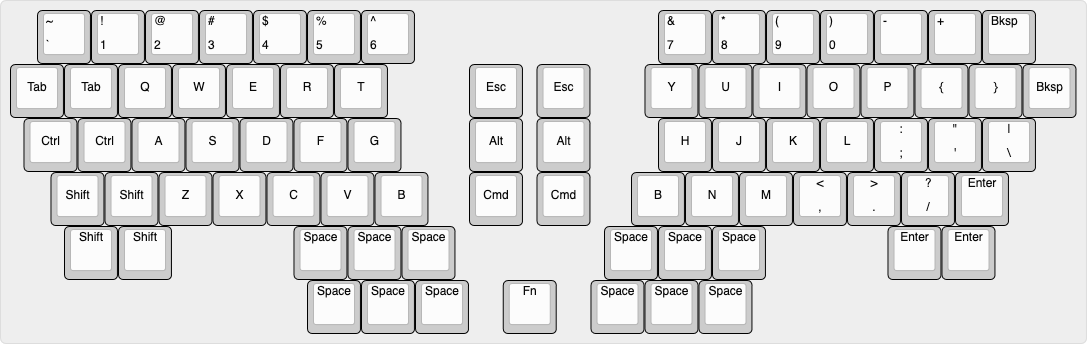 ~ ! @ # $ % ^ & * ( ) - + Bksp
` 1 2 3 4 5 6 7 8 9 0
Tab Tab Q W E R T Esc Esc Y U I O P { } Bksp
Ctrl Ctrl A S D F G Alt Alt H J K L : " |
; ' \
Shift Shift Z X C V B Cmd Cmd B N M < > ? Enter
, . /
Shift Shift Space Space Space Space Space Space Enter Enter
Space Space Space Fn Space Space Space